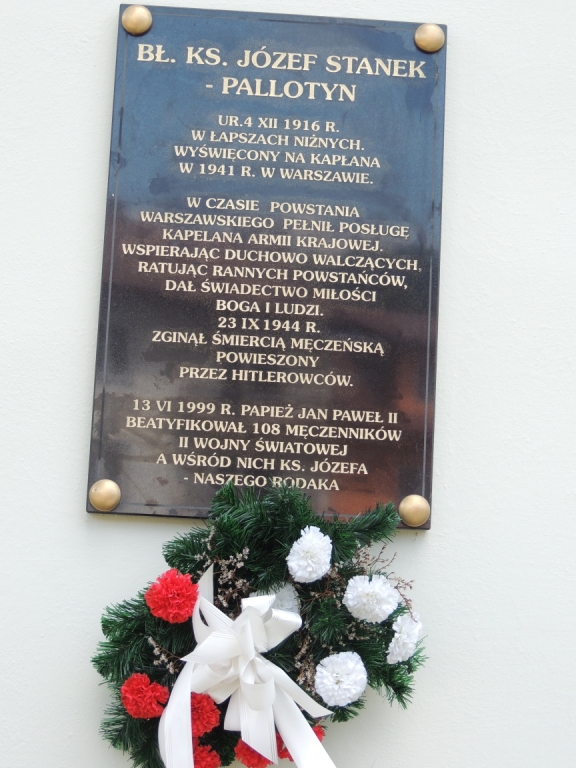 BŁ. KS. JÓZEF STANEK
- PALLOTYN
UR.4 XII 1916 R.
W ŁAPSZACH NIŻNYCH.
WYŚWIĘCONY NA KAPŁANA
W 1941 R. W WARSZAWIE.
W CZASIE POWSTANIA
WARSZAWSKIEGO PEŁNIŁ POSŁUGĘ
KAPELANA ARMII KRAJOWEJ.
WSPIERAJĄC DUCHOWO WALCZĄCYCH,
RATUJĄC RANNYCH POWSTAŃCÓW,
DAŁ ŚWIADECTWO MIŁOŚCI
BOGA I LUDZI.
23 IX 1944 R.
ZGINĄŁ ŚMIERCIĄ MĘCZEŃSKĄ
POWIESZONY
PRZEZ HITLEROWCÓW.
13 VI 1999 R. PAPIEŻ JAN PAWEŁ II
BEATYFIKOWAŁ 108 MĘCZENNIKÓW
II WOJNY ŚWIATOWEJ
A WŚRÓD NICH KS. JÓZEFA
- NASZEGO RODAKA